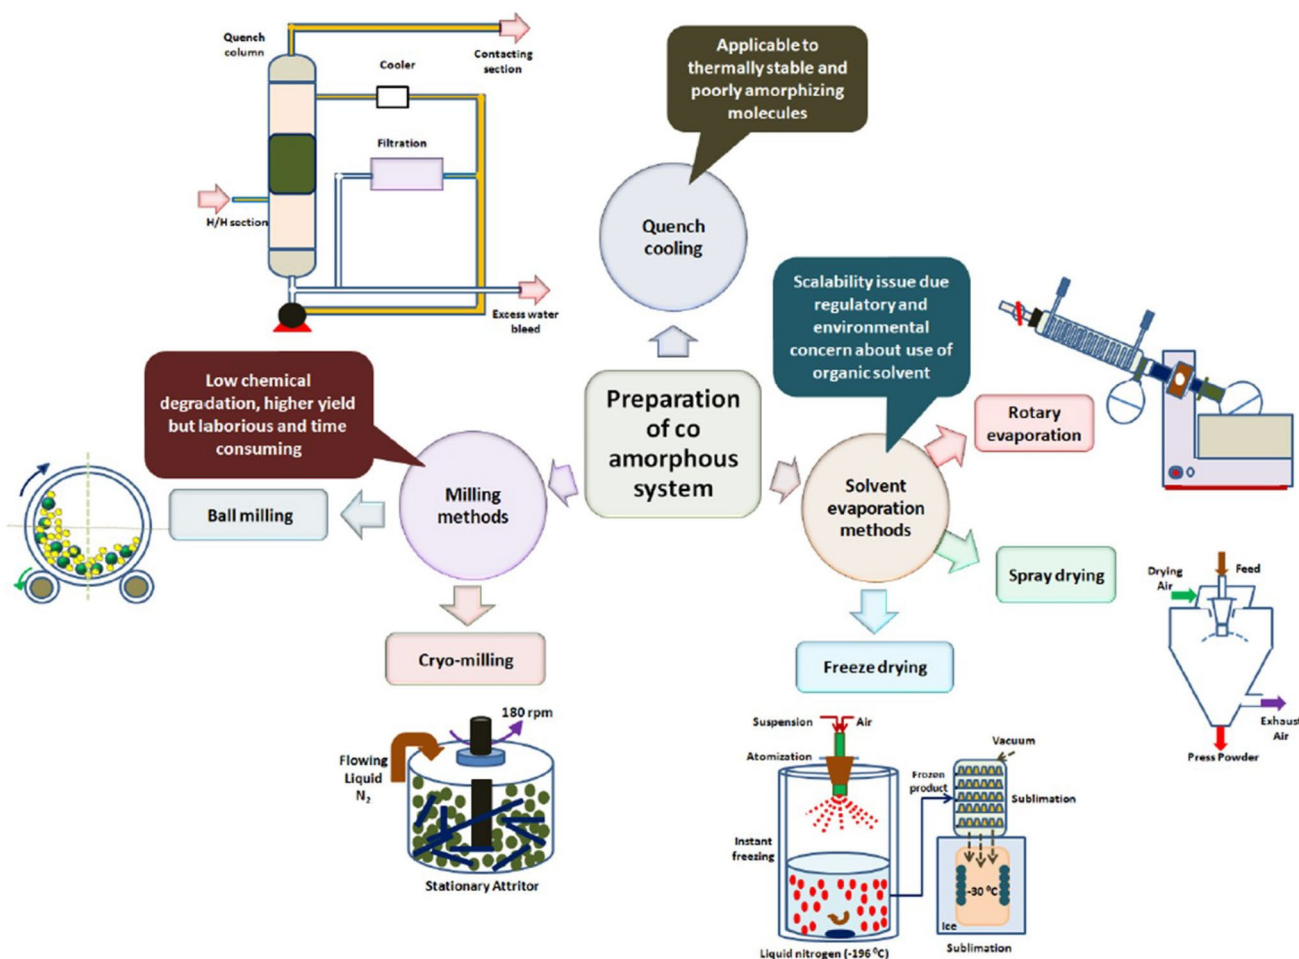 Quench
column
Contacting
section
Cooler
Filtration
H/H section
Excess water
bleed
Applicable to
thermally stable and
poorly amorphizing
molecules
Quench
cooling
Scalability issue due
regulatory and
environmental
concern about use of
organic solvent
Low chemical
degradation, higher yield
but laborious and time
consuming
Preparation
of co
amorphous
system
Rotary
evaporation
Milling
methods
Solvent
evaporation
methods
Ball milling
Spray drying
Feed
Drying
Air
Exhaust
Air
Press Powder
Cryo-milling
Freeze drying
180 rpm
Flowing
Liquid
N₂
Stationary Attritor
Suspension
Air
Atomization
Instant
freezing
Liquid nitrogen (-196 ⁰C)
Frozen
product
Vacuum
Sublimation
-30 ⁰C
Ice
Sublimation